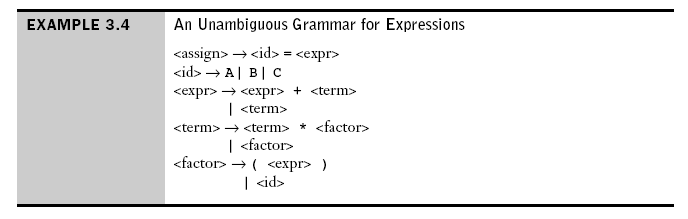 EXAMPLE 3.4 An Unambiguous Grammar for Expressions
<assign> → <id> = <expr>
<id> → A| B| C
<expr> → <expr> + <term>
| <term>
<term> → <term> * <factor>
| <factor>
<factor> → ( <expr> )
| <id>